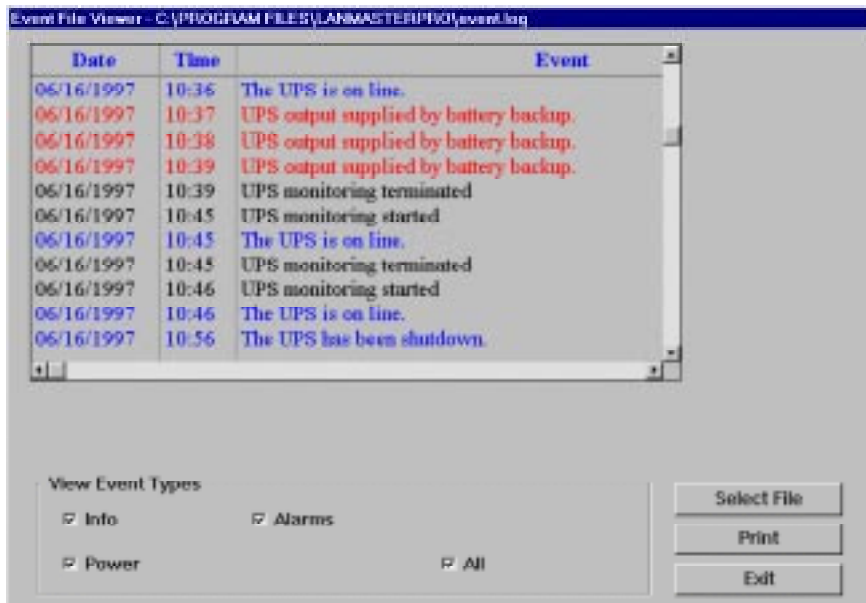 Event File Viewer - C:\PROGRAM FILES\LANMASTERPRO\event.log
Date Time Event
06/16/1997 10:36 The UPS is on line.
06/16/1997 10:37 UPS output supplied by battery backup.
06/16/1997 10:38 UPS output supplied by battery backup.
06/16/1997 10:39 UPS output supplied by battery backup.
06/16/1997 10:39 UPS monitoring terminated
06/16/1997 10:45 UPS monitoring started
06/16/1997 10:45 The UPS is on line.
06/16/1997 10:45 UPS monitoring terminated
06/16/1997 10:46 UPS monitoring started
06/16/1997 10:46 The UPS is on line.
06/16/1997 10:56 The UPS has been shutdown.
View Event Types
Info Alarms
Power All
Select File
Print
Exit